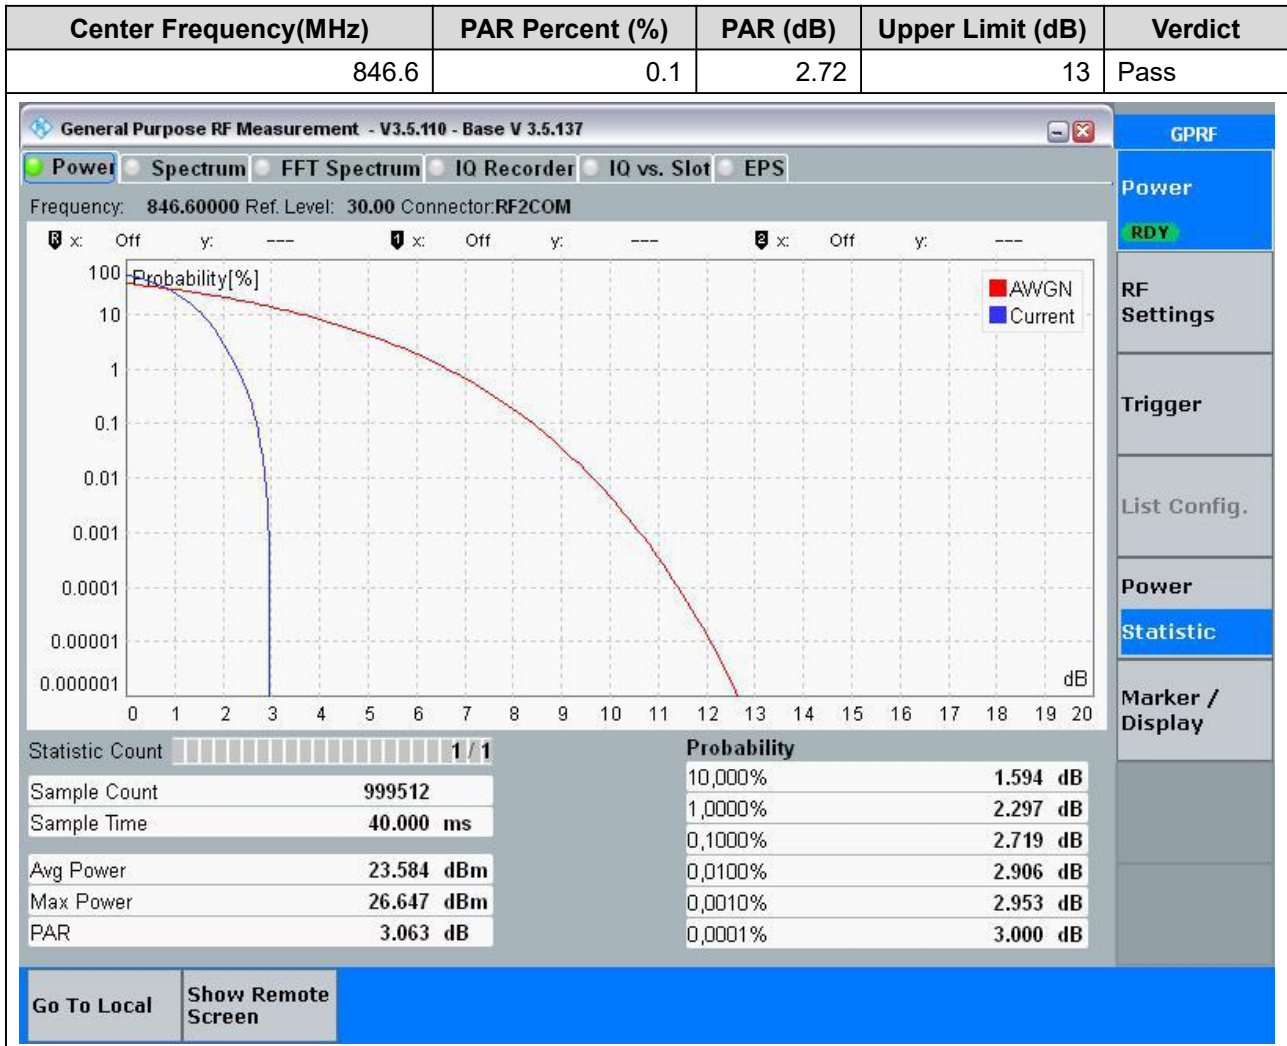 Center Frequency(MHz) PAR Percent (%) PAR (dB) Upper Limit (dB) Verdict
846.6 0.1 2.72 13 Pass
General Purpose RF Measurement - V3.5.110 - Base V 3.5.137
GPRF
Power Spectrum FFT Spectrum IQ Recorder IQ vs. Slot EPS
Frequency: 846.60000 Ref. Level: 30.00 Connector:RF2COM
R x: Off y: --- 1 x: Off y: --- 2 x: Off y: ---
Probability[%]
AWGN
Current
100
10
1
0.1
0.01
0.001
0.0001
0.00001
0.000001
dB
0 1 2 3 4 5 6 7 8 9 10 11 12 13 14 15 16 17 18 19 20
Statistic Count 1 / 1
Sample Count 999512
Sample Time 40.000 ms
Avg Power 23.584 dBm
Max Power 26.647 dBm
PAR 3.063 dB
Probability
10,000% 1.594 dB
1,0000% 2.297 dB
0,1000% 2.719 dB
0,0100% 2.906 dB
0,0010% 2.953 dB
0,0001% 3.000 dB
Power
RDY
RF
Settings
Trigger
List Config.
Power
Statistic
Marker /
Display
Go To Local
Show Remote
Screen